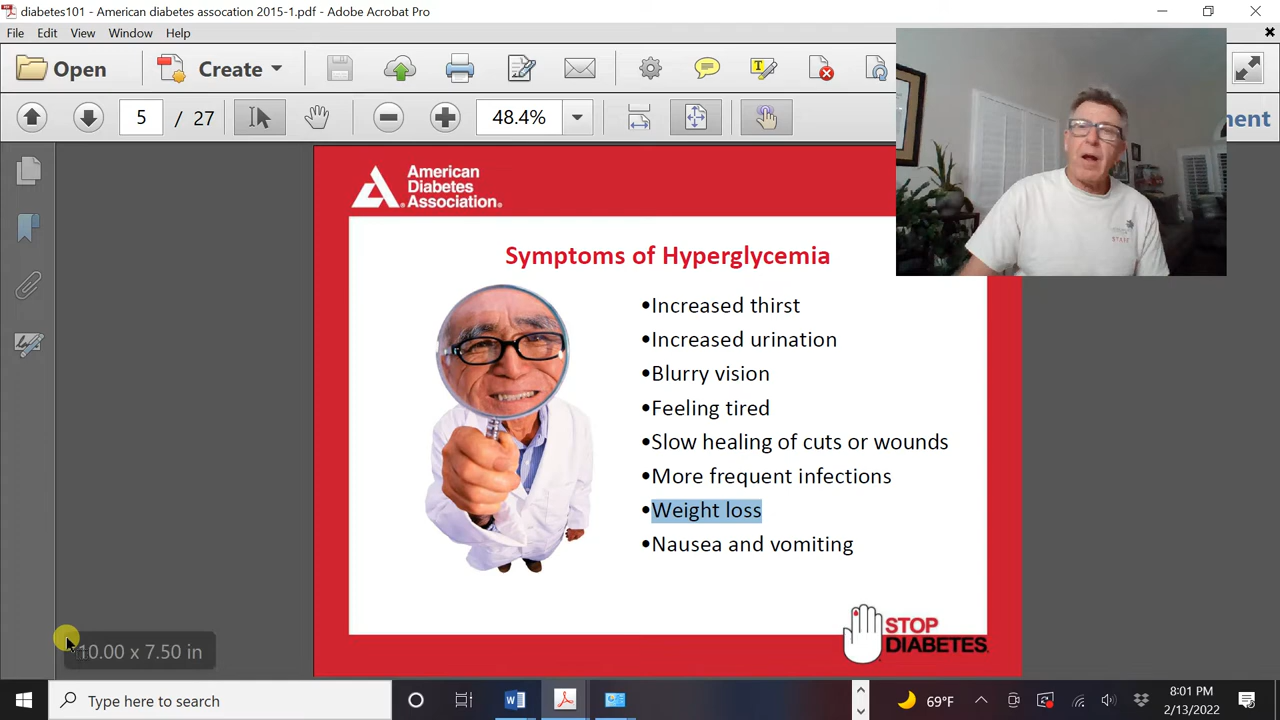 diabetes101 - American diabetes assocation 2015-1.pdf - Adobe Acrobat Pro
File Edit View Window Help
Open Create
5 / 27 48.4% ment
American
Diabetes
Association.
Symptoms of Hyperglycemia
•Increased thirst
•Increased urination
•Blurry vision
•Feeling tired
•Slow healing of cuts or wounds
•More frequent infections
•Weight loss
•Nausea and vomiting
STOP
DIABETES
10.00 x 7.50 in
STAFF
Type here to search
69°F
8:01 PM
2/13/2022